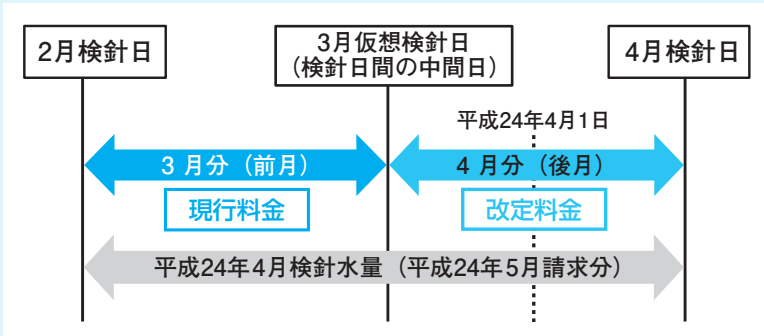 2月検針日
3月仮想検針日
(検針日間の中間日)
4月検針日
平成24年4月1日
3 月分（前月）
4 月分（後月）
現行料金
改定料金
平成24年4月検針水量（平成24年5月請求分）